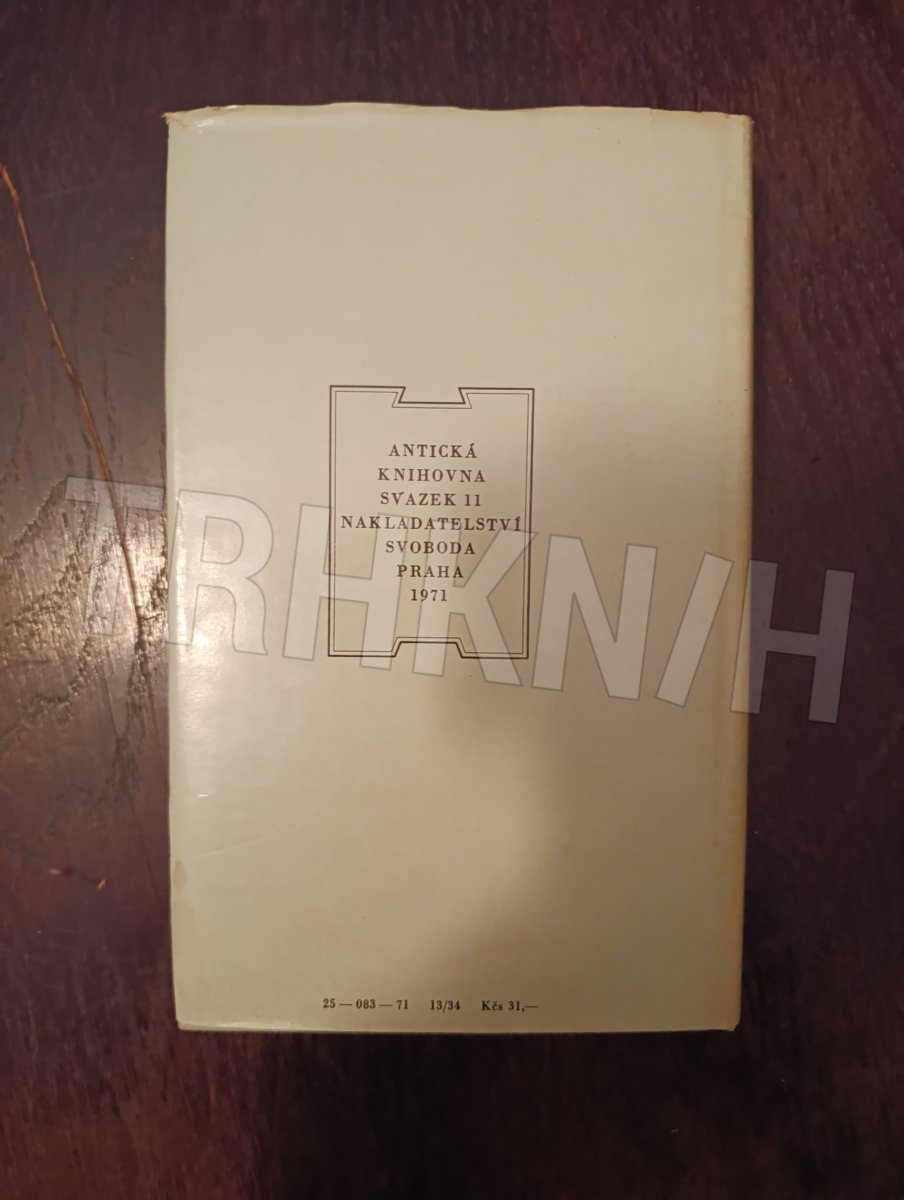 ANTICKÁ
KNIHOVNA
SVAZEK 11
NAKLADATELSTVÍ
SVOBODA
PRAHA
1971
TRHKNIH
25 — 083 — 71 13/34 Kčs 31,—